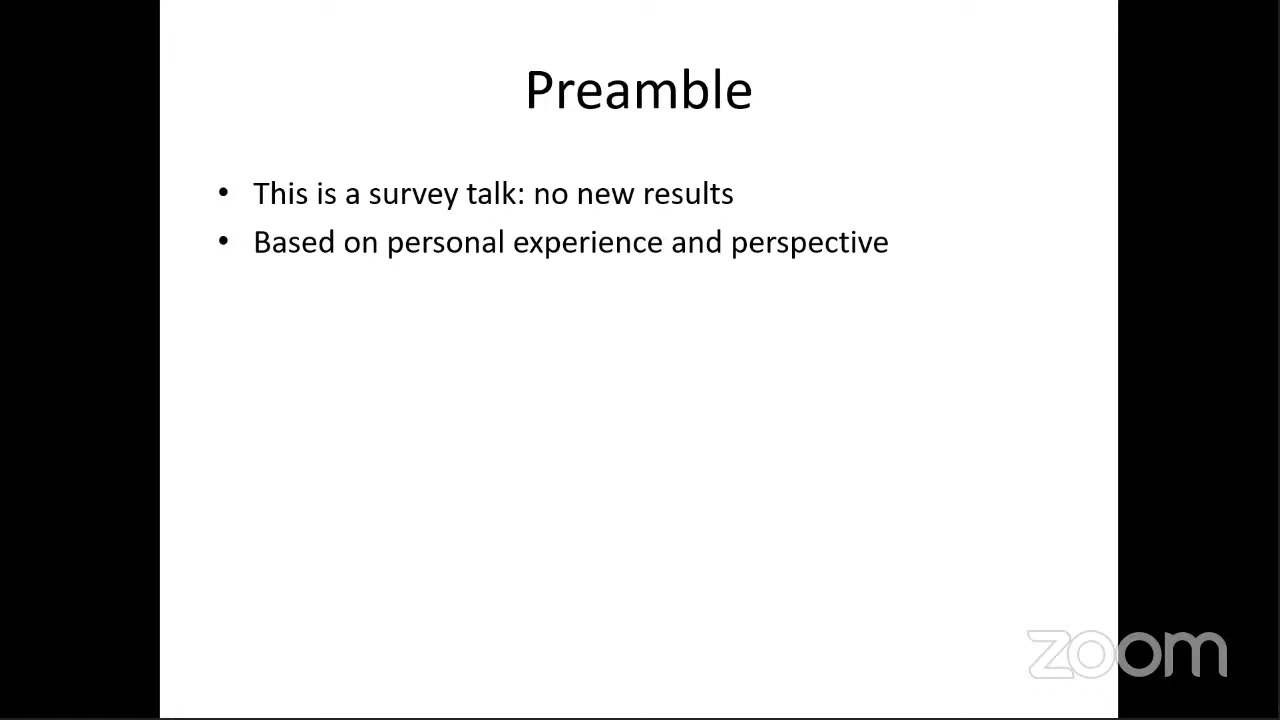 Preamble
• This is a survey talk: no new results
• Based on personal experience and perspective
zoom